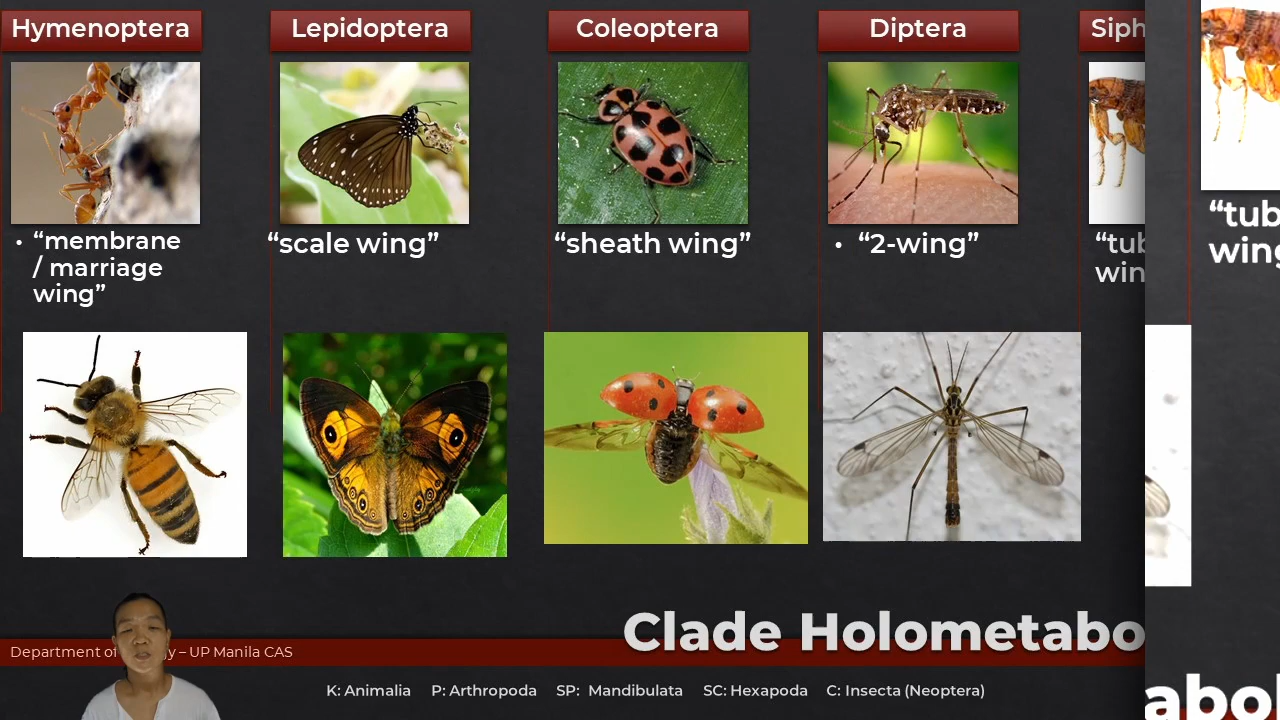 Hymenoptera
Lepidoptera
Coleoptera
Diptera
Siph
• “membrane
/ marriage
wing”
“scale wing”
“sheath wing”
• “2-wing”
“tub
win
“tub
wing
Clade Holometabo
abol
Department of y – UP Manila CAS
K: Animalia P: Arthropoda SP: Mandibulata SC: Hexapoda C: Insecta (Neoptera)